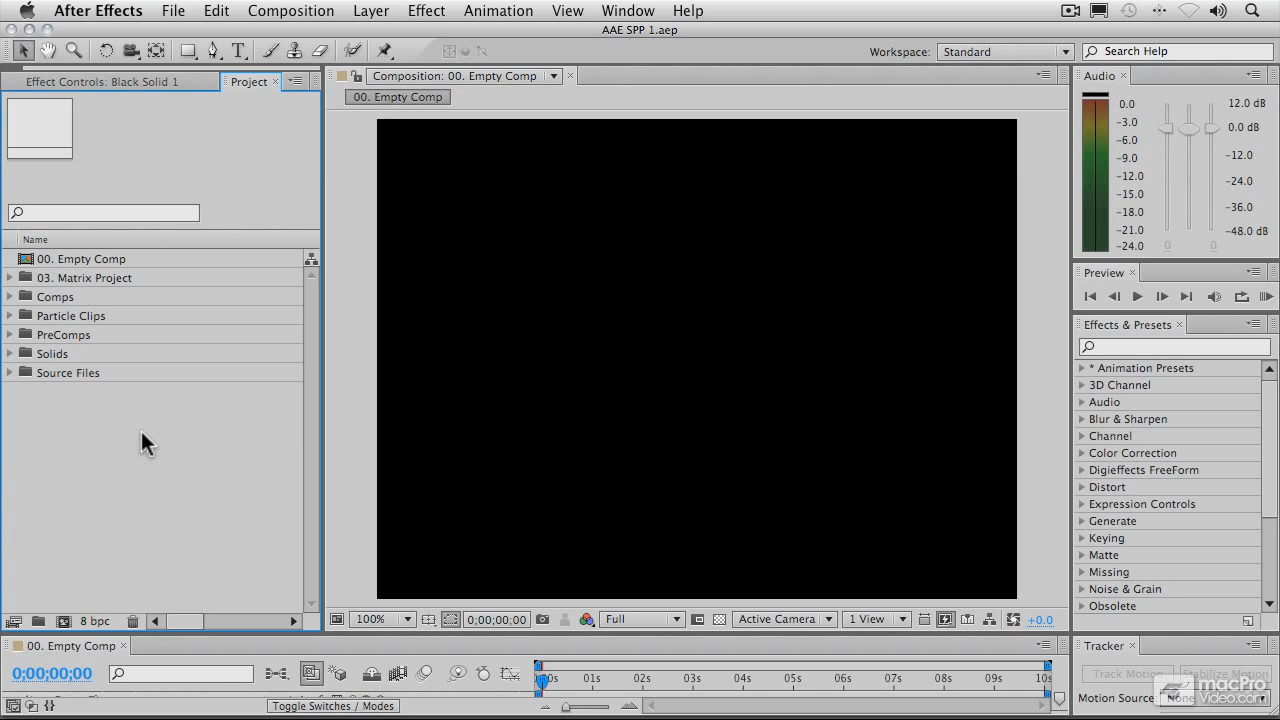 After Effects File Edit Composition Layer Effect Animation View Window Help
AAE SPP 1.aep
Workspace: Standard Search Help
Effect Controls: Black Solid 1 Project
Composition: 00. Empty Comp
00. Empty Comp
Name
00. Empty Comp
03. Matrix Project
Comps
Particle Clips
PreComps
Solids
Source Files
8 bpc
100% 0;00;00;00 Full Active Camera 1 View +0.0
Audio
0.0
-3.0
-6.0
-9.0
-12.0
-15.0
-18.0
-21.0
-24.0
12.0 dB
0.0 dB
-12.0
-24.0
-36.0
-48.0 dB
0 0
Preview
Effects & Presets
* Animation Presets
3D Channel
Audio
Blur & Sharpen
Channel
Color Correction
Digieffects FreeForm
Distort
Expression Controls
Generate
Keying
Matte
Missing
Noise & Grain
Obsolete
00. Empty Comp
0;00;00;00
00s 01s 02s 03s 04s 05s 06s 07s 08s 09s 10s
Toggle Switches / Modes
Tracker
Track Motion Stabilize Motion
Motion Source: None
macPro
Video.com